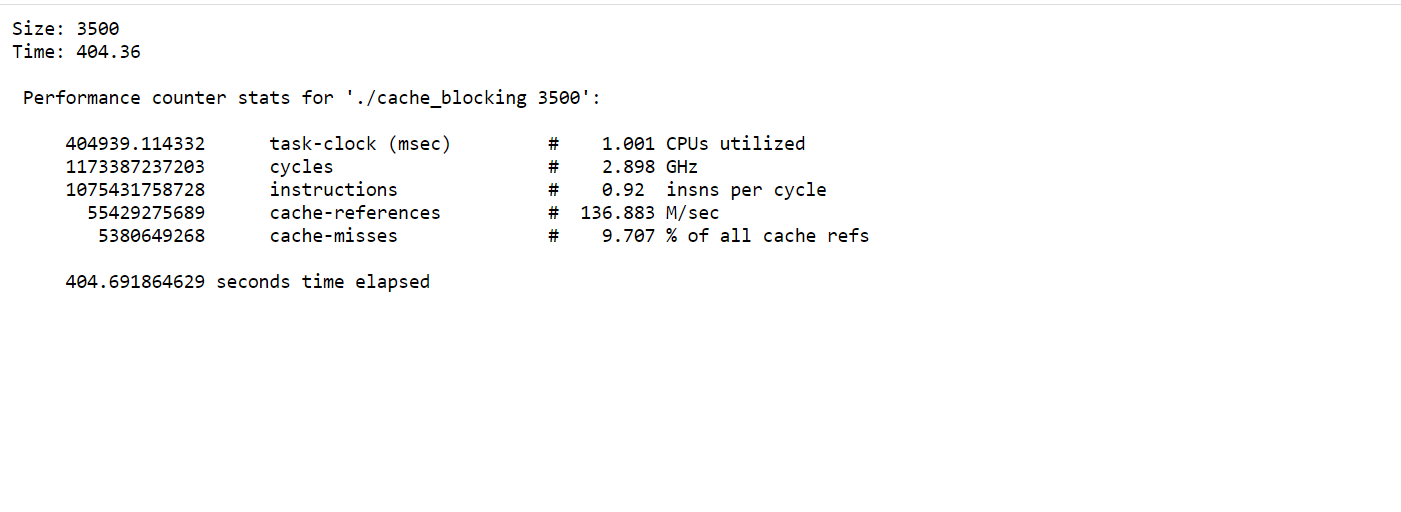 Size: 3500
Time: 404.36
Performance counter stats for './cache_blocking 3500':
404939.114332 task-clock (msec) # 1.001 CPUs utilized
1173387237203 cycles # 2.898 GHz
1075431758728 instructions # 0.92 insns per cycle
55429275689 cache-references # 136.883 M/sec
5380649268 cache-misses # 9.707 % of all cache refs
404.691864629 seconds time elapsed